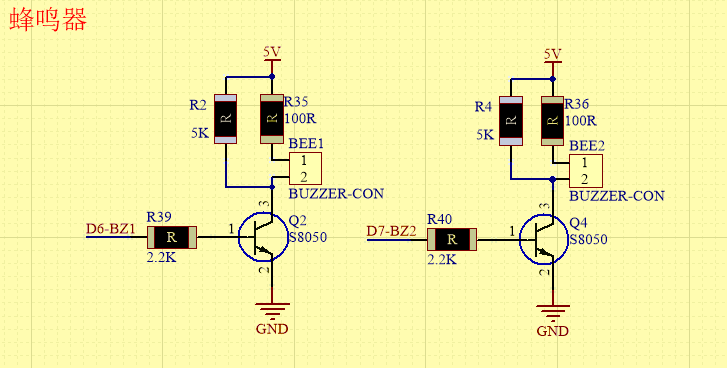 蜂鸣器
5V
R2
5K
R
R35
100R
R
BEE1
1
2
BUZZER-CON
D6-BZ1
R39
R
2.2K
1
3
Q2
S8050
2
GND
5V
R4
5K
R
R36
100R
R
BEE2
1
2
BUZZER-CON
D7-BZ2
R40
R
2.2K
1
3
Q4
S8050
2
GND